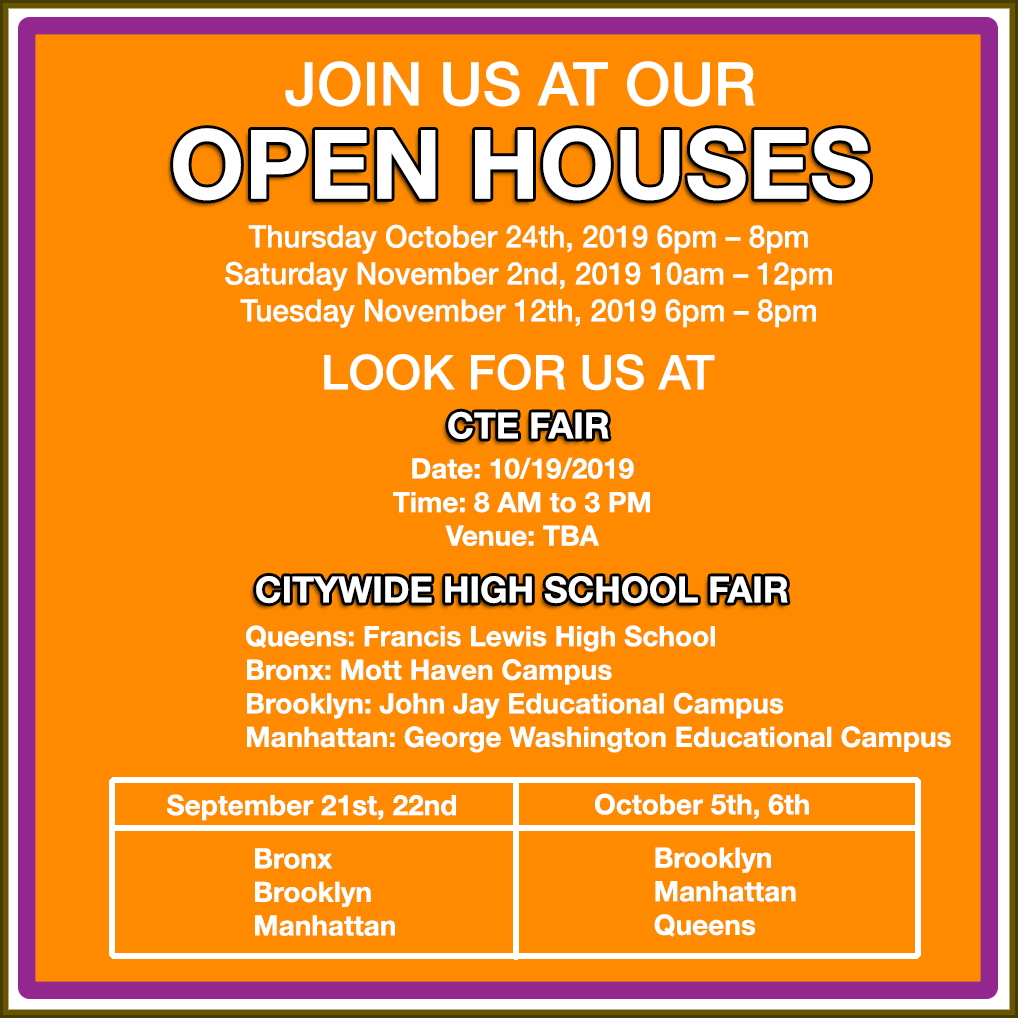 JOIN US AT OUR
OPEN HOUSES
Thursday October 24th, 2019 6pm – 8pm
Saturday November 2nd, 2019 10am – 12pm
Tuesday November 12th, 2019 6pm – 8pm
LOOK FOR US AT
CTE FAIR
Date: 10/19/2019
Time: 8 AM to 3 PM
Venue: TBA
CITYWIDE HIGH SCHOOL FAIR
Queens: Francis Lewis High School
Bronx: Mott Haven Campus
Brooklyn: John Jay Educational Campus
Manhattan: George Washington Educational Campus
September 21st, 22nd
Bronx
Brooklyn
Manhattan
October 5th, 6th
Brooklyn
Manhattan
Queens